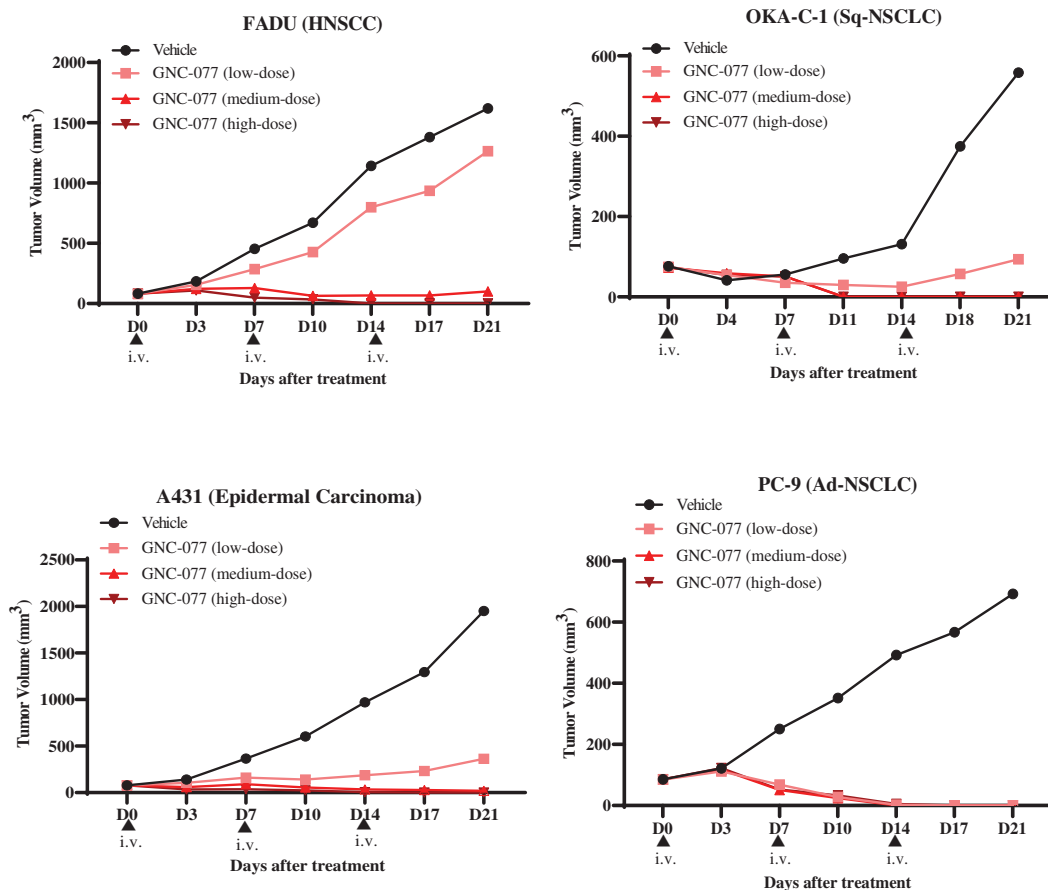 FADU (HNSCC)
Vehicle
GNC-077 (low-dose)
GNC-077 (medium-dose)
GNC-077 (high-dose)
Tumor Volume (mm3)
2000
1500
1000
500
0
D0 D3 D7 D10 D14 D17 D21
i.v. i.v. i.v.
Days after treatment
OKA-C-1 (Sq-NSCLC)
Vehicle
GNC-077 (low-dose)
GNC-077 (medium-dose)
GNC-077 (high-dose)
Tumor Volume (mm3)
600
400
200
0
D0 D4 D7 D11 D14 D18 D21
i.v. i.v. i.v.
Days after treatment
A431 (Epidermal Carcinoma)
Vehicle
GNC-077 (low-dose)
GNC-077 (medium-dose)
GNC-077 (high-dose)
Tumor Volume (mm3)
2500
2000
1500
1000
500
0
D0 D3 D7 D10 D14 D17 D21
i.v. i.v. i.v.
Days after treatment
PC-9 (Ad-NSCLC)
Vehicle
GNC-077 (low-dose)
GNC-077 (medium-dose)
GNC-077 (high-dose)
Tumor Volume (mm3)
800
600
400
200
0
D0 D3 D7 D10 D14 D17 D21
i.v. i.v. i.v.
Days after treatment